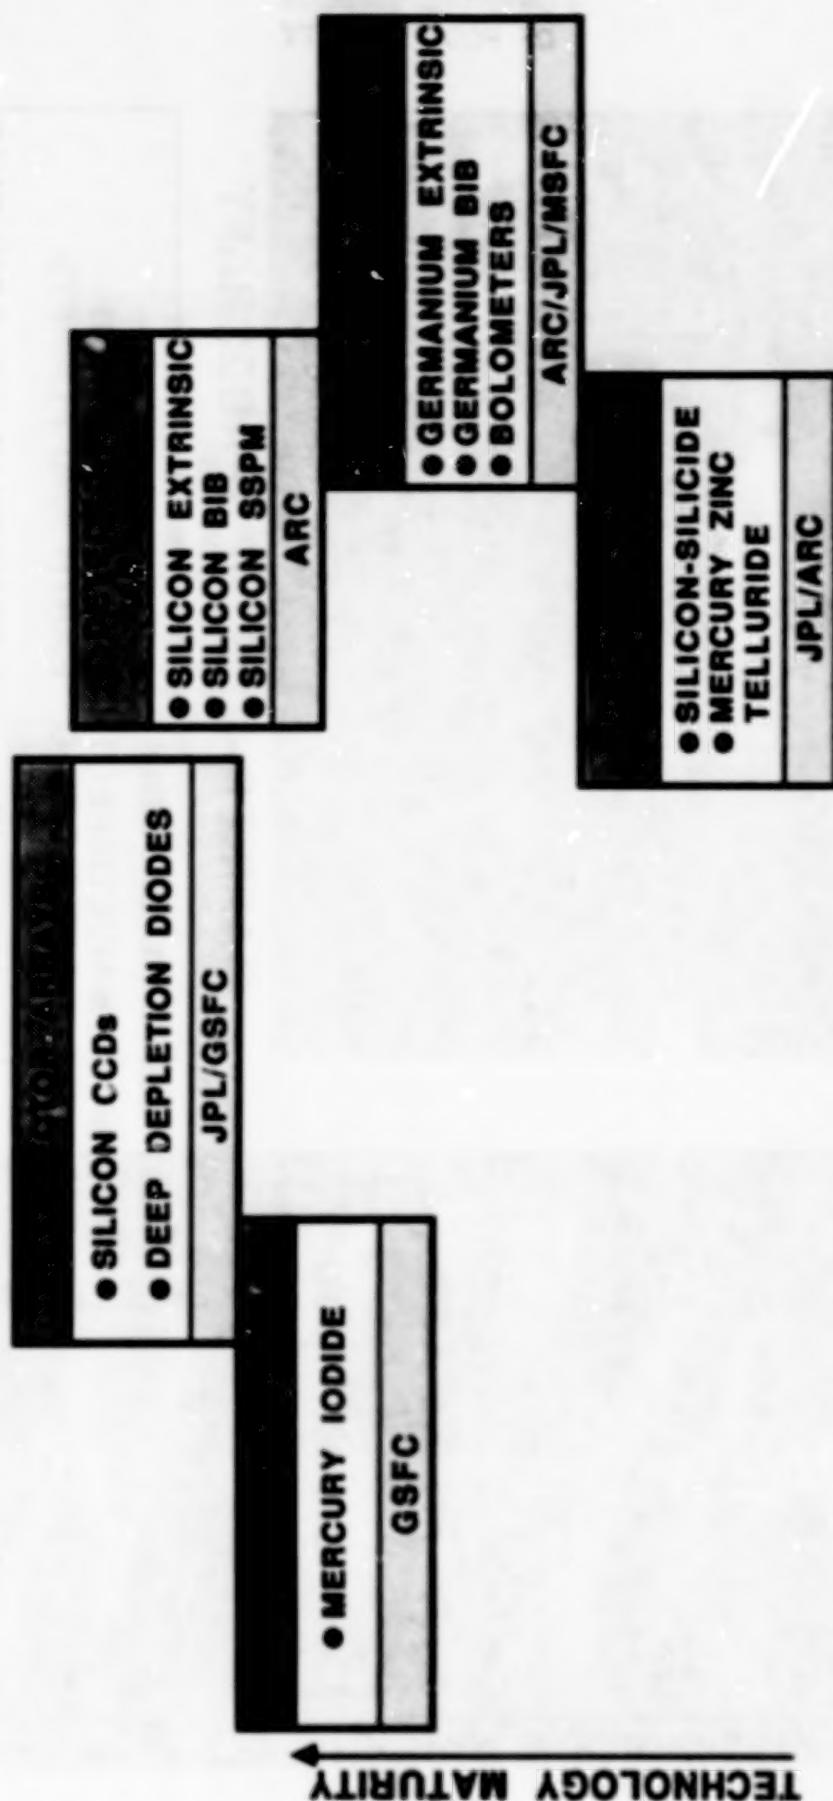 ● SILICON CCDs
● DEEP DEPLETION DIODES
JPL/GSFC
● MERCURY IODIDE
GSFC
● SILICON EXTRINSIC
● SILICON BIB
● SILICON SSPM
ARC
● GERMANIUM EXTRINSIC
● GERMANIUM BIB
● BOLOMETERS
ARC/JPL/MSFC
● SILICON-SILICIDE
● MERCURY ZINC
TELLURIDE
JPL/ARC
TECHNOLOGY MATURITY